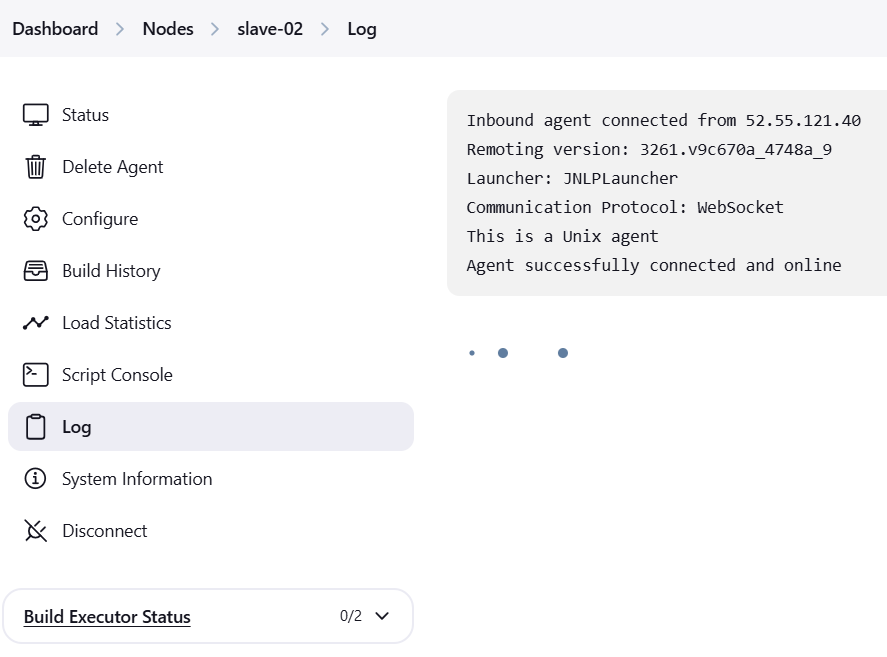 Dashboard > Nodes > slave-02 > Log
Status
Delete Agent
Configure
Build History
Load Statistics
Script Console
Log
System Information
Disconnect
Build Executor Status 0/2
Inbound agent connected from 52.55.121.40
Remoting version: 3261.v9c670a_4748a_9
Launcher: JNLPLauncher
Communication Protocol: WebSocket
This is a Unix agent
Agent successfully connected and online